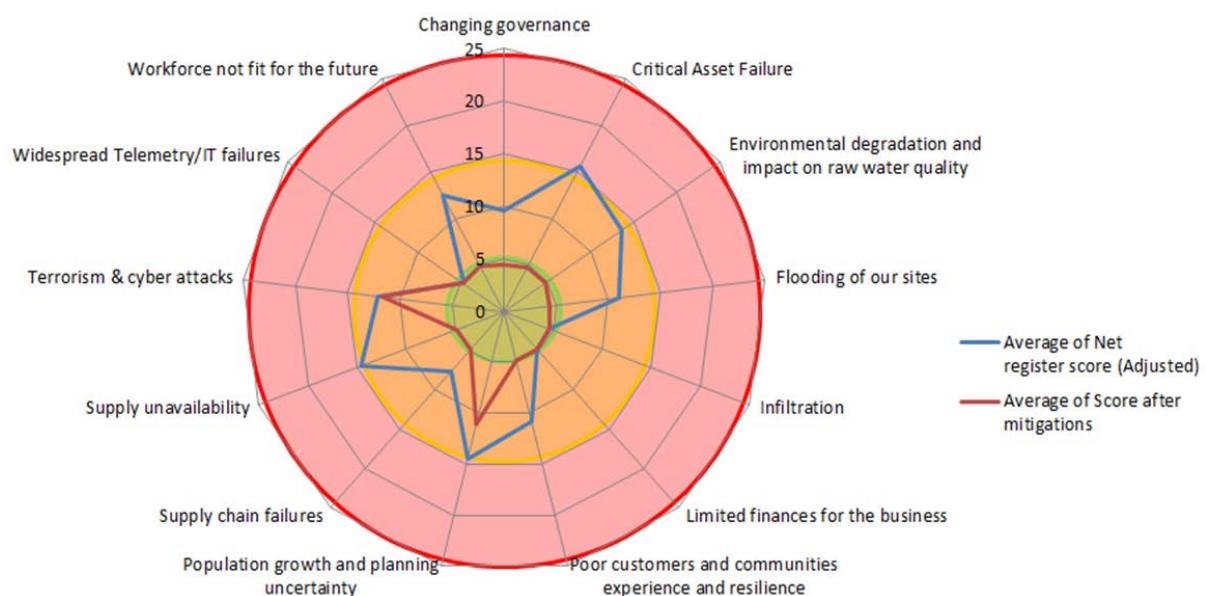 Changing governance
25
Workforce not fit for the future
Critical Asset Failure
20
Widespread Telemetry/IT failures
Environmental degradation and
impact on raw water quality
15
10
5
Terrorism & cyber attacks
Flooding of our sites
0
Average of Net
register score (Adjusted)
Supply unavailability
Infiltration
Average of Score after
mitigations
Supply chain failures
Limited finances for the business
Population growth and planning
uncertainty
Poor customers and communities
experience and resilience